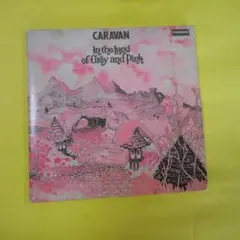 CARAVAN
in the land
of Grey and Pink